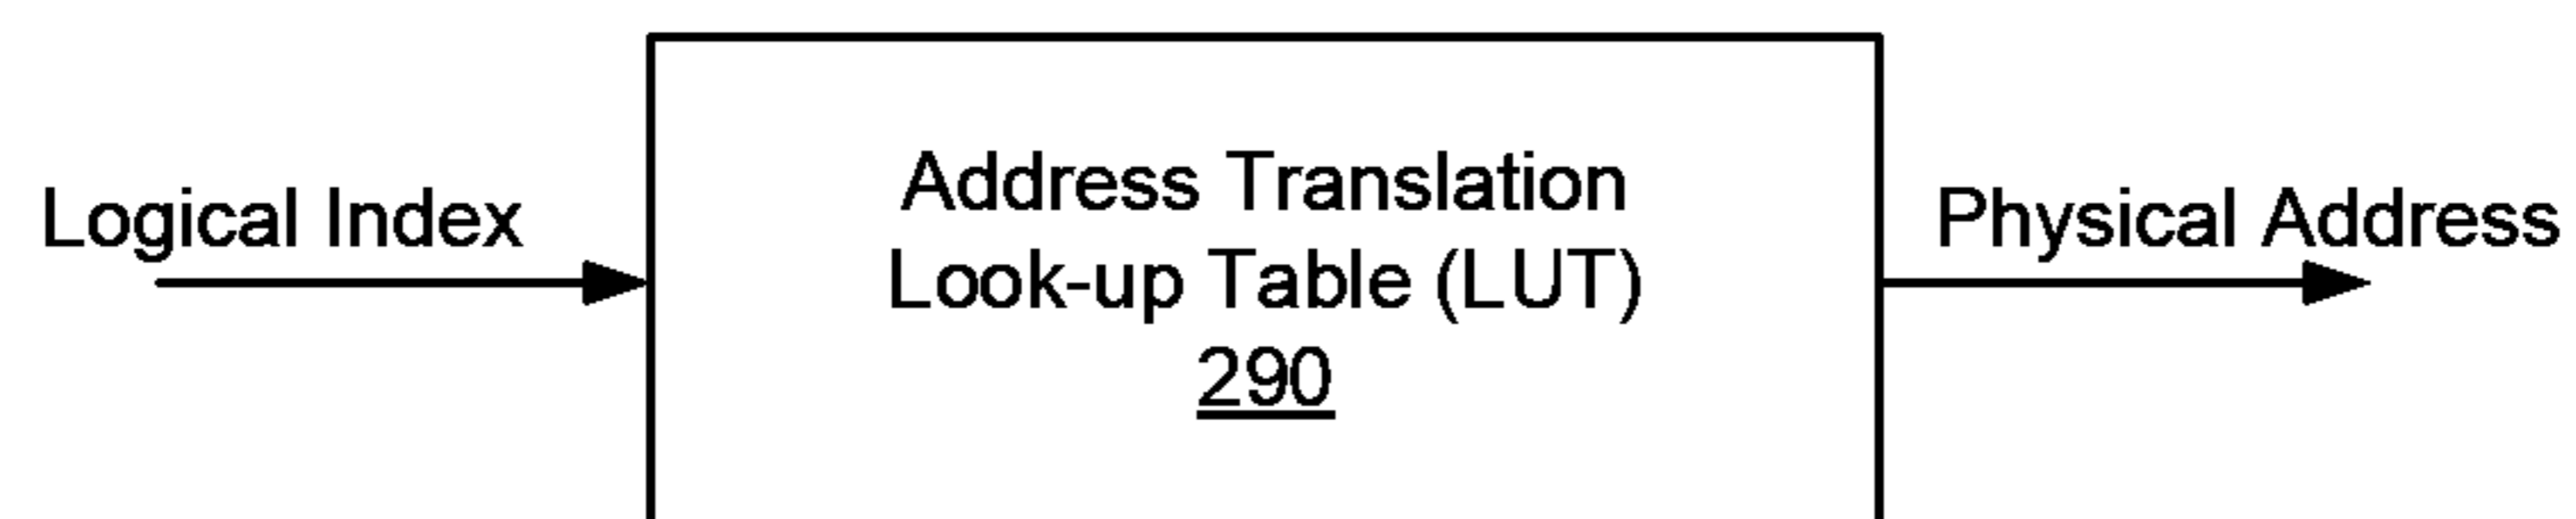 Logical Index
Address Translation
Look-up Table (LUT)
290
Physical Address